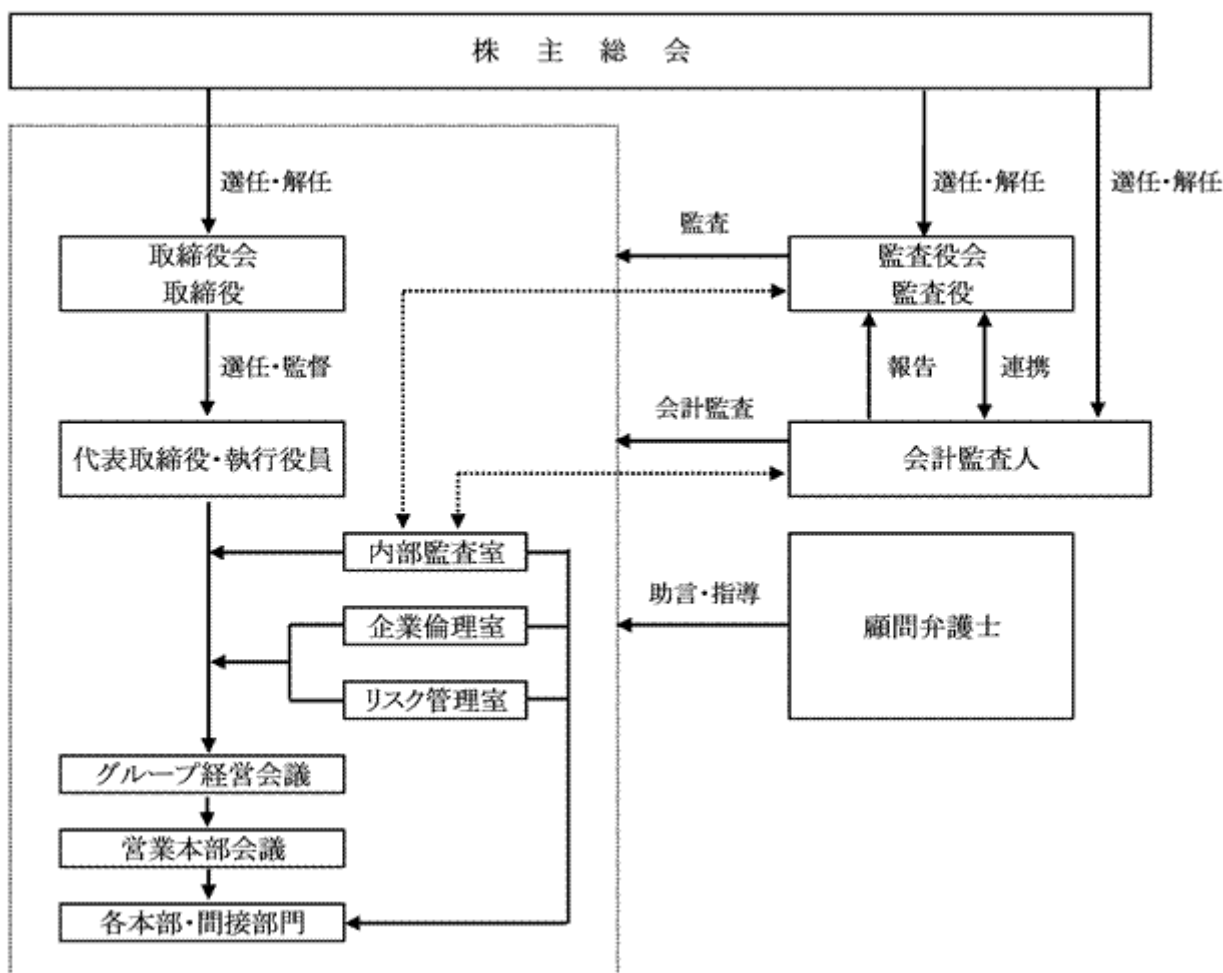 株主総会
選任・解任
選任・解任
選任・解任
監査
取締役会
取締役
監査役会
監査役
選任・監督
報告
連携
会計監査
代表取締役・執行役員
会計監査人
内部監査室
助言・指導
企業倫理室
顧問弁護士
リスク管理室
グループ経営会議
営業本部会議
各本部・間接部門